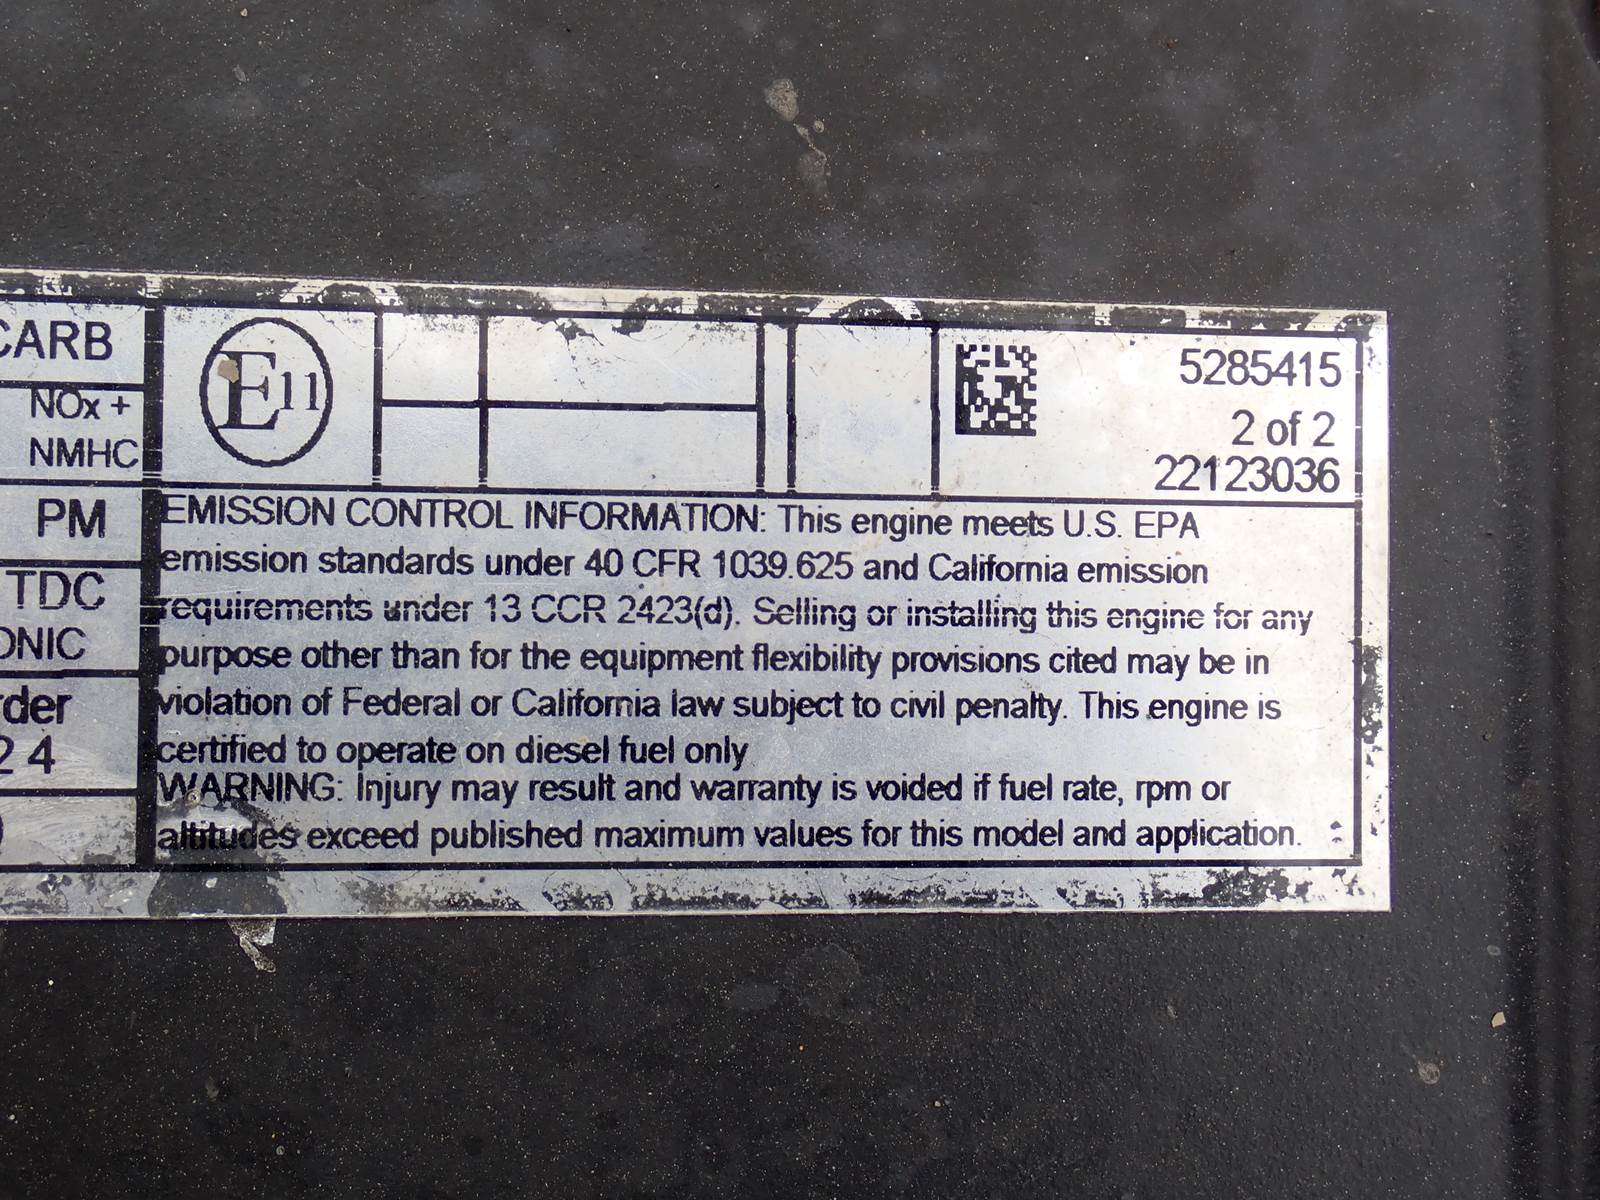 CARB
NOx +
NMHC
PM
TDC
ONIC
rder
24
E11
5285415
2 of 2
22123036
EMISSION CONTROL INFORMATION: This engine meets U.S. EPA
emission standards under 40 CFR 1039.625 and California emission
requirements under 13 CCR 2423(d). Selling or installing this engine for any
purpose other than for the equipment flexibility provisions cited may be in
violation of Federal or California law subject to civil penalty. This engine is
certified to operate on diesel fuel only
WARNING: Injury may result and warranty is voided if fuel rate, rpm or
altitudes exceed published maximum values for this model and application.